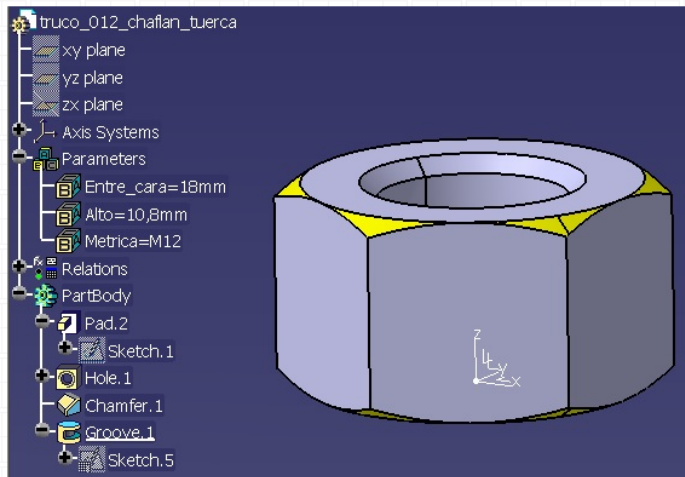 truco_012_chaflan_tuerca
xy plane
yz plane
zx plane
Axis Systems
Parameters
Entre_cara=18mm
Alto=10,8mm
Metrica=M12
Relations
PartBody
Pad.2
Sketch.1
Hole.1
Chamfer.1
Groove.1
Sketch.5
z
y
x